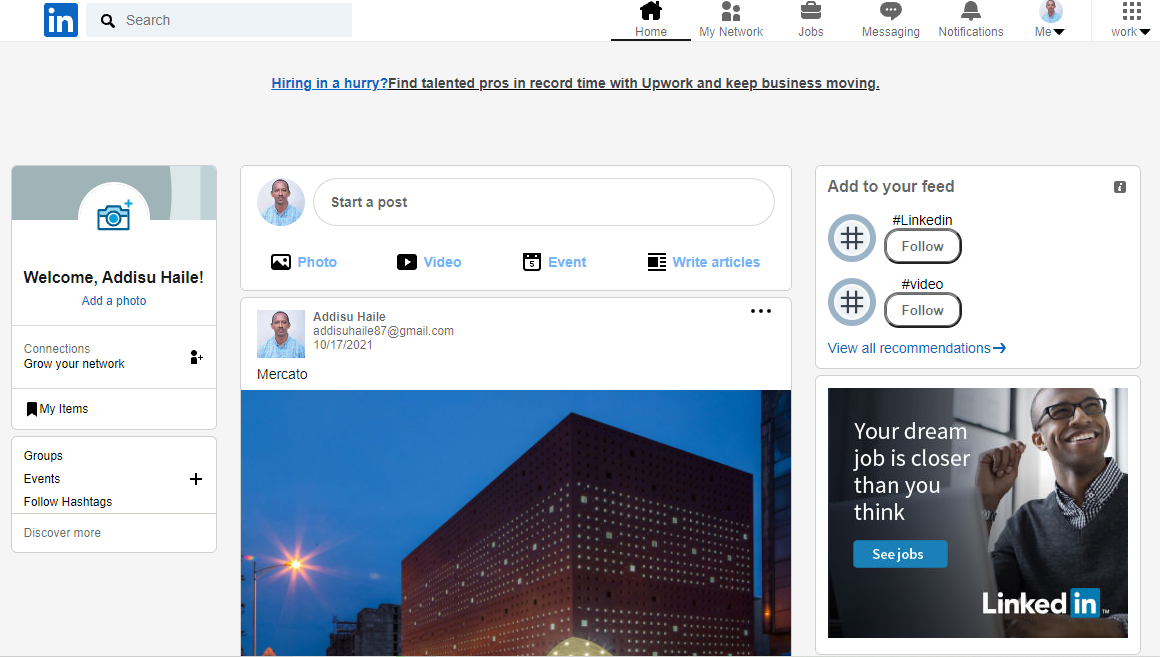 in
Search
Home
My Network
Jobs
Messaging
Notifications
Me
work
Hiring in a hurry?Find talented pros in record time with Upwork and keep business moving.
Welcome, Addisu Haile!
Add a photo
Connections
Grow your network
My Items
Groups
Events
Follow Hashtags
Discover more
Start a post
Photo
Video
5
Event
Write articles
Addisu Haile
addisuhaile87@gmail.com
10/17/2021
Mercato
Add to your feed
i
#
#Linkedin
Follow
#
#video
Follow
View all recommendations
Your dream
job is closer
than you
think
See jobs
Linked in ™